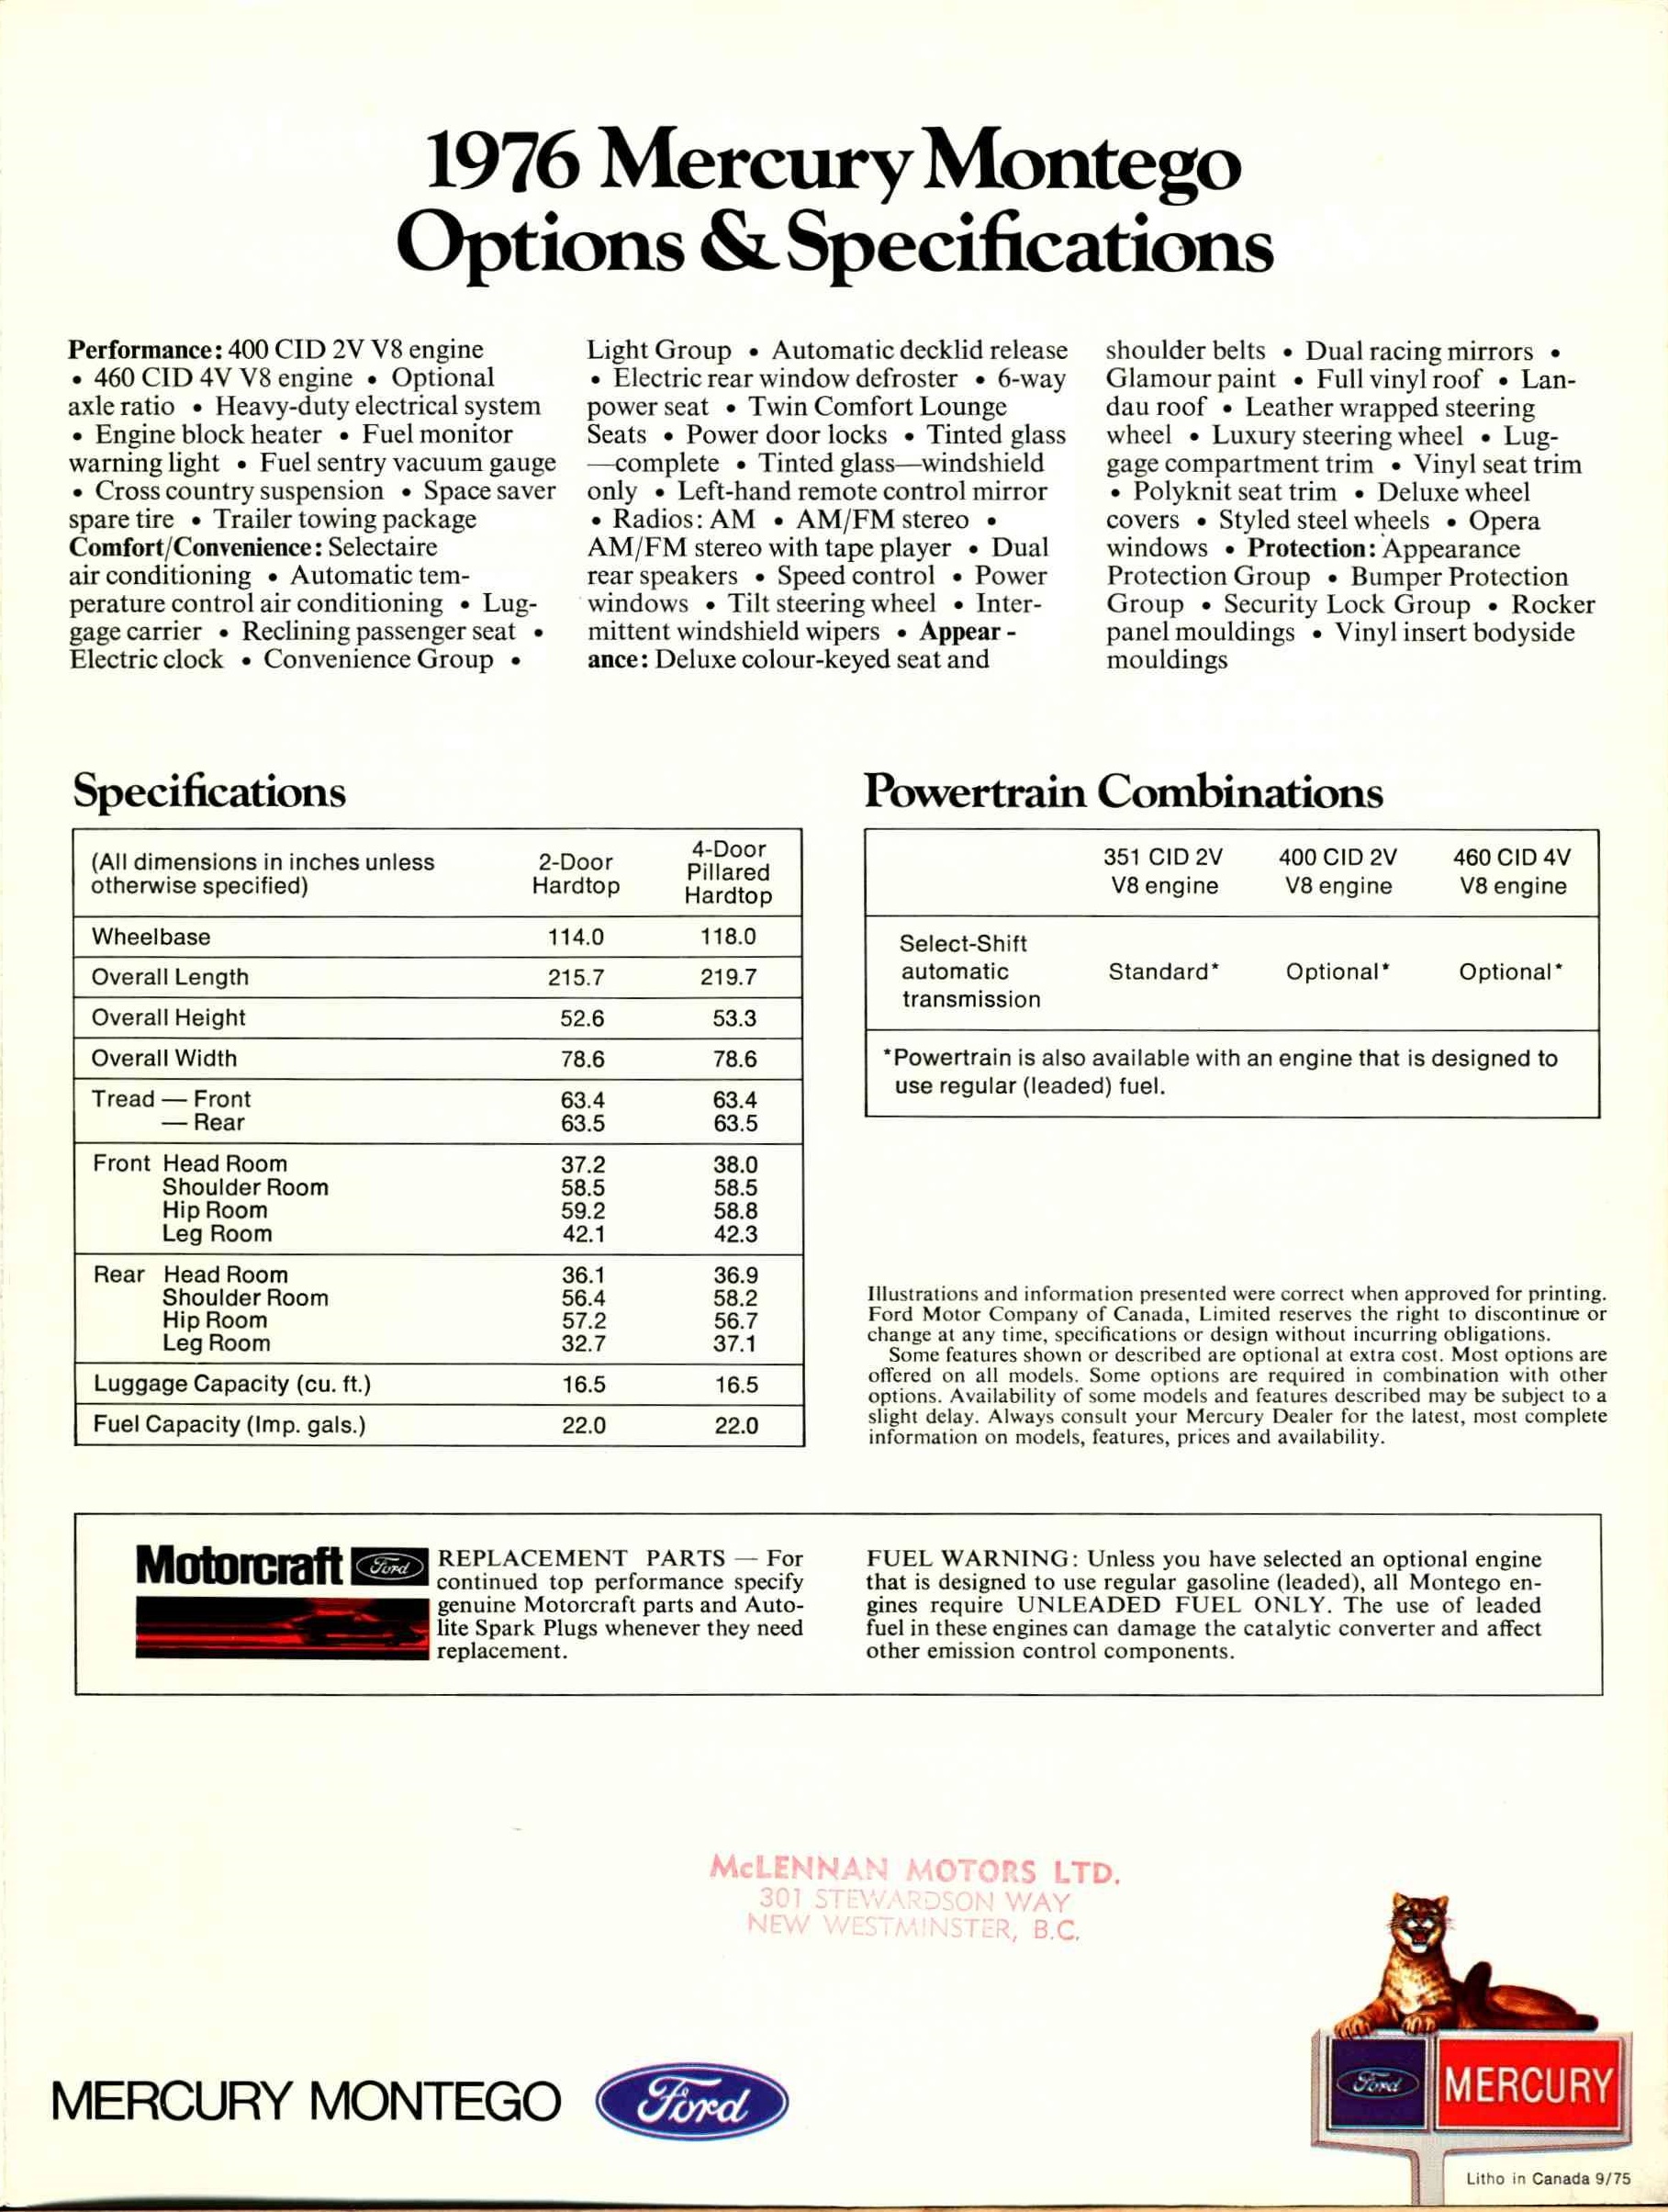 1976 Mercury Montego
Options & Specifications
Performance: 400 CID 2V V8 engine
• 460 CID 4V V8 engine • Optional
axle ratio • Heavy-duty electrical system
• Engine block heater • Fuel monitor
warning light • Fuel sentry vacuum gauge
• Cross country suspension • Space saver
spare tire • Trailer towing package
Comfort/Convenience: Selectaire
air conditioning • Automatic tem-
perature control air conditioning • Lug-
gage carrier • Reclining passenger seat •
Electric clock • Convenience Group •
Light Group • Automatic decklid release
• Electric rear window defroster • 6-way
power seat • Twin Comfort Lounge
Seats • Power door locks • Tinted glass
—complete • Tinted glass—windshield
only • Left-hand remote control mirror
• Radios: AM • AM/FM stereo •
AM/FM stereo with tape player • Dual
rear speakers • Speed control • Power
windows • Tilt steering wheel • Inter-
mittent windshield wipers • Appear-
ance: Deluxe colour-keyed seat and
shoulder belts • Dual racing mirrors •
Glamour paint • Full vinyl roof • Lan-
dau roof • Leather wrapped steering
wheel • Luxury steering wheel • Lug-
gage compartment trim • Vinyl seat trim
• Polyknit seat trim • Deluxe wheel
covers • Styled steel wheels • Opera
windows • Protection: Appearance
Protection Group • Bumper Protection
Group • Security Lock Group • Rocker
panel mouldings • Vinyl insert bodyside
mouldings
Specifications
(All dimensions in inches unless
otherwise specified)
2-Door
Hardtop
4-Door
Pillared
Hardtop
Wheelbase 114.0 118.0
Overall Length 215.7 219.7
Overall Height 52.6 53.3
Overall Width 78.6 78.6
Tread — Front 63.4 63.4
— Rear 63.5 63.5
Front Head Room 37.2 38.0
Shoulder Room 58.5 58.5
Hip Room 59.2 58.8
Leg Room 42.1 42.3
Rear Head Room 36.1 36.9
Shoulder Room 56.4 58.2
Hip Room 57.2 56.7
Leg Room 32.7 37.1
Luggage Capacity (cu. ft.) 16.5 16.5
Fuel Capacity (Imp. gals.) 22.0 22.0
Powertrain Combinations
351 CID 2V 400 CID 2V 460 CID 4V
V8 engine V8 engine V8 engine
Select-Shift
automatic Standard* Optional* Optional*
transmission
*Powertrain is also available with an engine that is designed to
use regular (leaded) fuel.
Illustrations and information presented were correct when approved for printing.
Ford Motor Company of Canada, Limited reserves the right to discontinue or
change at any time, specifications or design without incurring obligations.
Some features shown or described are optional at extra cost. Most options are
offered on all models. Some options are required in combination with other
options. Availability of some models and features described may be subject to a
slight delay. Always consult your Mercury Dealer for the latest, most complete
information on models, features, prices and availability.
Motorcraft Ford
REPLACEMENT PARTS — For
continued top performance specify
genuine Motorcraft parts and Auto-
lite Spark Plugs whenever they need
replacement.
FUEL WARNING: Unless you have selected an optional engine
that is designed to use regular gasoline (leaded), all Montego en-
gines require UNLEADED FUEL ONLY. The use of leaded
fuel in these engines can damage the catalytic converter and affect
other emission control components.
McLENNAN MOTORS LTD.
301 STEWARDSON WAY
NEW WESTMINSTER, B.C.
MERCURY MONTEGO Ford
Ford MERCURY
Litho in Canada 9/75